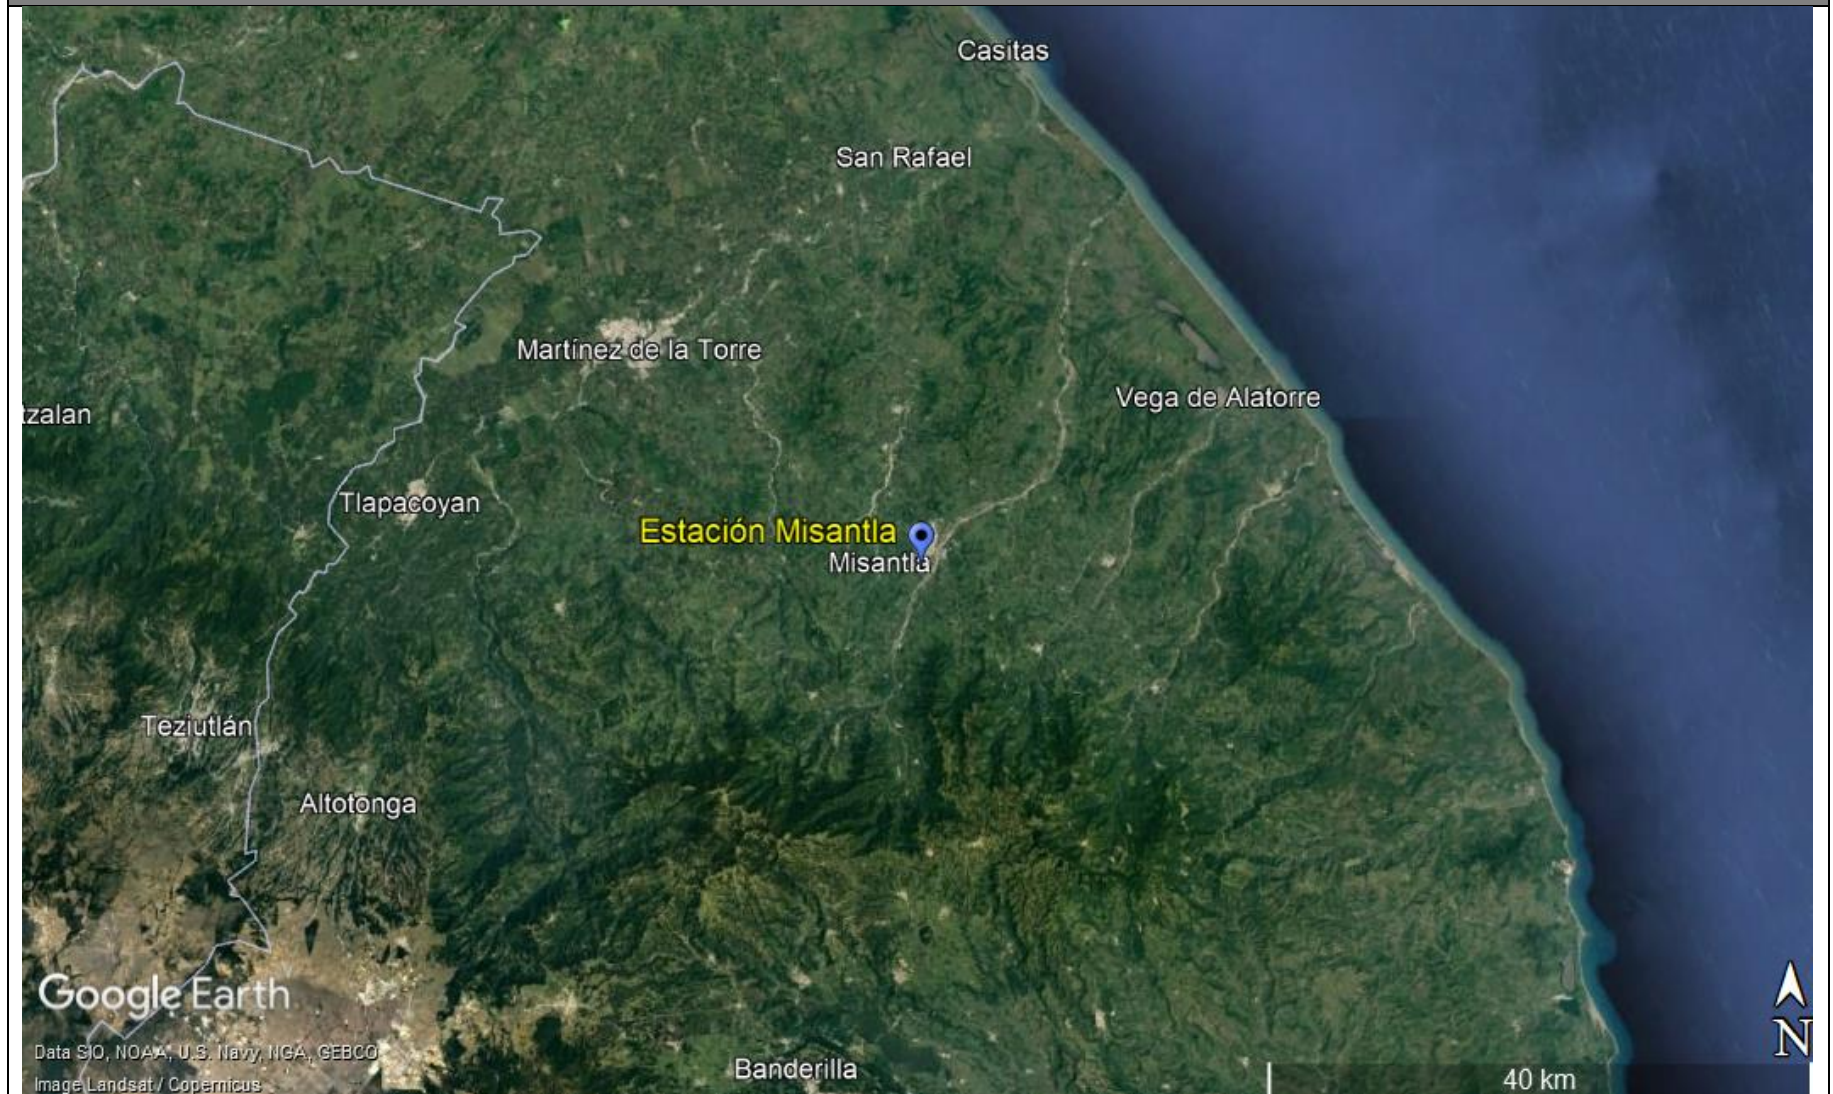 Casitas
San Rafael
Martínez de la Torre
Vega de Alatorre
tzalan
Tlapacoyan
Estación Misantla
Misantla
Teziutlán
Altotonga
Google Earth
N
Data SIO, NOAA, U.S. Navy, NGA, GEBCO
Banderilla
40 km
Image Landsat / Copernicus